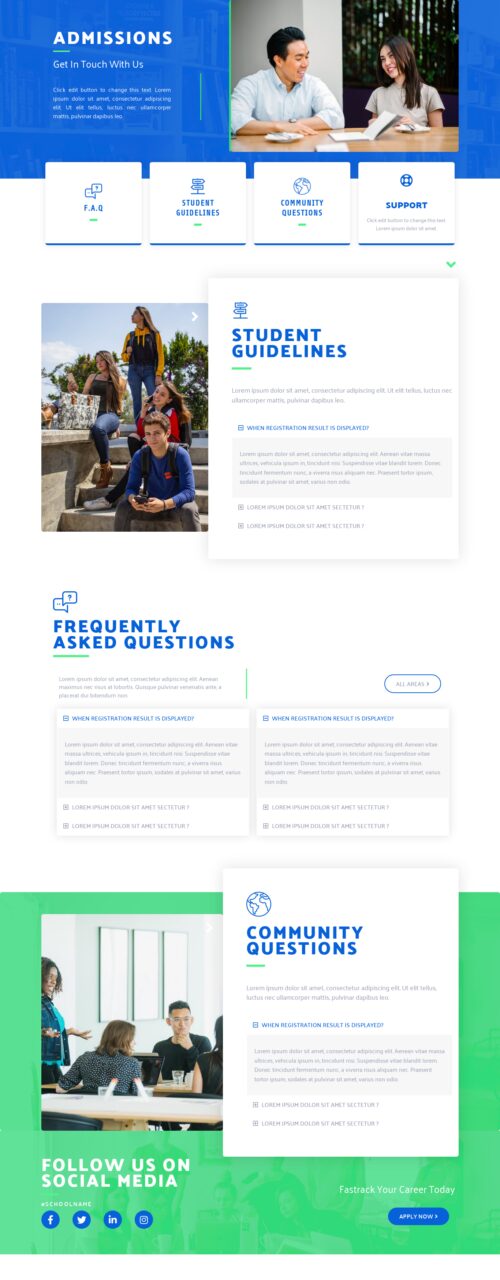 ADMISSIONS
Get In Touch With Us
Click edit button to change this text. Lorem
ipsum dolor sit amet, consectetur adipiscing
elit. Ut elit tellus, luctus nec ullamcorper
mattis, pulvinar dapibus leo.
F.A.Q
STUDENT
GUIDELINES
COMMUNITY
QUESTIONS
SUPPORT
Click edit button to change this text.
Lorem ipsum dolor sit amet
STUDENT
GUIDELINES
Lorem ipsum dolor sit amet, consectetur adipiscing elit. Ut elit tellus, luctus nec
ullamcorper mattis, pulvinar dapibus leo.
WHEN REGISTRATION RESULT IS DISPLAYED?
Lorem ipsum dolor sit amet, consectetur adipiscing elit. Aenean vitae massa
ultrices, vehicula ipsum in, tincidunt nisi. Suspendisse vitae blandit lorem. Donec
tincidunt fermentum nunc, a viverra risus aliquam et. Praesent tortor ipsum,
sodales at pulvinar sit amet, varius non odio.
LOREM IPSUM DOLOR SIT AMET SECTETUR ?
LOREM IPSUM DOLOR SIT AMET SECTETUR ?
FREQUENTLY
ASKED QUESTIONS
Lorem ipsum dolor sit amet, consectetur adipiscing elit. Aenean
maximus nec risus at lobortis. Quisque pulvinar venenatis ante, a
placerat dui bibendum non.
ALL AREAS
WHEN REGISTRATION RESULT IS DISPLAYED?
Lorem ipsum dolor sit amet, consectetur adipiscing elit. Aenean vitae
massa ultrices, vehicula ipsum in, tincidunt nisi. Suspendisse vitae
blandit lorem. Donec tincidunt fermentum nunc, a viverra risus
aliquam et. Praesent tortor ipsum, sodales at pulvinar sit amet, varius
non odio.
LOREM IPSUM DOLOR SIT AMET SECTETUR ?
LOREM IPSUM DOLOR SIT AMET SECTETUR ?
WHEN REGISTRATION RESULT IS DISPLAYED?
Lorem ipsum dolor sit amet, consectetur adipiscing elit. Aenean vitae
massa ultrices, vehicula ipsum in, tincidunt nisi. Suspendisse vitae
blandit lorem. Donec tincidunt fermentum nunc, a viverra risus
aliquam et. Praesent tortor ipsum, sodales at pulvinar sit amet, varius
non odio.
LOREM IPSUM DOLOR SIT AMET SECTETUR ?
LOREM IPSUM DOLOR SIT AMET SECTETUR ?
COMMUNITY
QUESTIONS
Lorem ipsum dolor sit amet, consectetur adipiscing elit. Ut elit tellus,
luctus nec ullamcorper mattis, pulvinar dapibus leo.
WHEN REGISTRATION RESULT IS DISPLAYED?
Lorem ipsum dolor sit amet, consectetur adipiscing elit. Aenean vitae massa
ultrices, vehicula ipsum in, tincidunt nisi. Suspendisse vitae blandit lorem.
Donec tincidunt fermentum nunc, a viverra risus aliquam et. Praesent
tortor ipsum, sodales at pulvinar sit amet, varius non odio.
LOREM IPSUM DOLOR SIT AMET SECTETUR ?
LOREM IPSUM DOLOR SIT AMET SECTETUR ?
FOLLOW US ON
SOCIAL MEDIA
#SCHOOLNAME
Fastrack Your Career Today
APPLY NOW